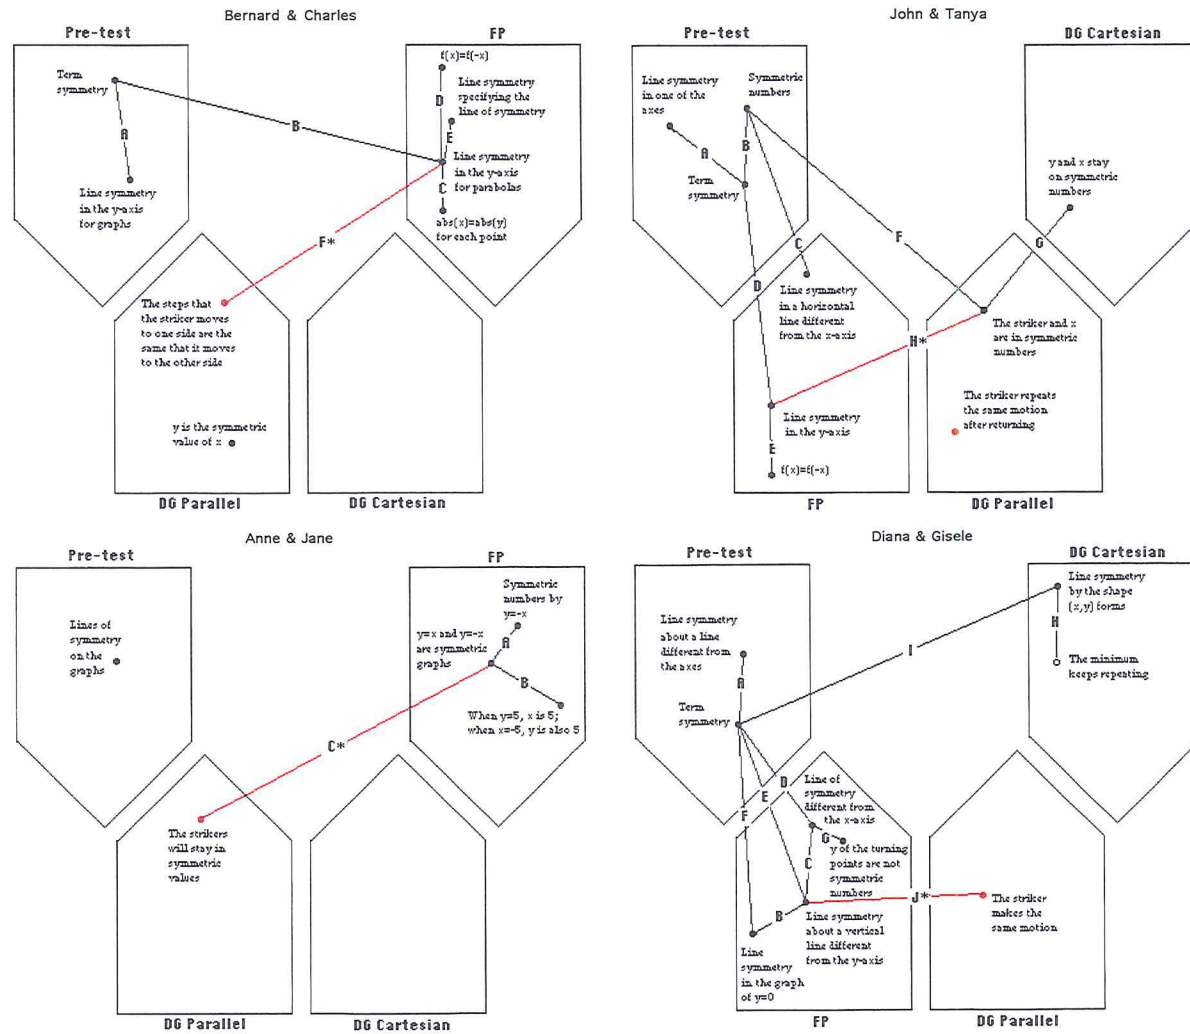 Bernard & Charles
Pre-test
FP
Term
symmetry
A
Line symmetry
in the y-axis
for graphs
B
f(x)=f(-x)
D
Line symmetry
specifying the
line of symmetry
E
Line symmetry
in the y-axis
for parabolas
C
abs(x)=abs(y)
for each point
F*
The steps that
the striker moves
to one side are the
same that it moves
to the other side
y is the symmetric
value of x
DG Parallel
DG Cartesian
John & Tanya
Pre-test
DG Cartesian
Line symmetry
in one of the
axes
Symmetric
numbers
A
B
Term
symmetry
y and x stay
on symmetric
numbers
C
F
G
D
Line symmetry
in a horizontal
line different
from the x-axis
The striker and x
are in symmetric
numbers
H*
Line symmetry
in the y-axis
E
f(x)=f(-x)
The striker repeats
the same motion
after returning
FP
DG Parallel
Anne & Jane
Pre-test
FP
Lines of
symmetry
on the
graphs
Symmetric
numbers by
y=-x
y=x and y=-x
are symmetric
graphs
A
B
When y=5, x is 5;
when x=-5, y is also 5
C*
The strikers
will stay in
symmetric
values
DG Parallel
DG Cartesian
Diana & Gisele
Pre-test
DG Cartesian
Line symmetry
about a line
different from
the axes
A
Term
symmetry
Line symmetry
by the shape
(x,y) forms
H
The minimum
keeps repeating
I
D
E
F
Line of
symmetry
different from
the x-axis
G
C
y of the turning
points are not
symmetric
numbers
B
Line symmetry
about a vertical
line different
from the y-axis
J*
The striker
makes the
same motion
Line
symmetry
in the graph
of y=0
FP
DG Parallel